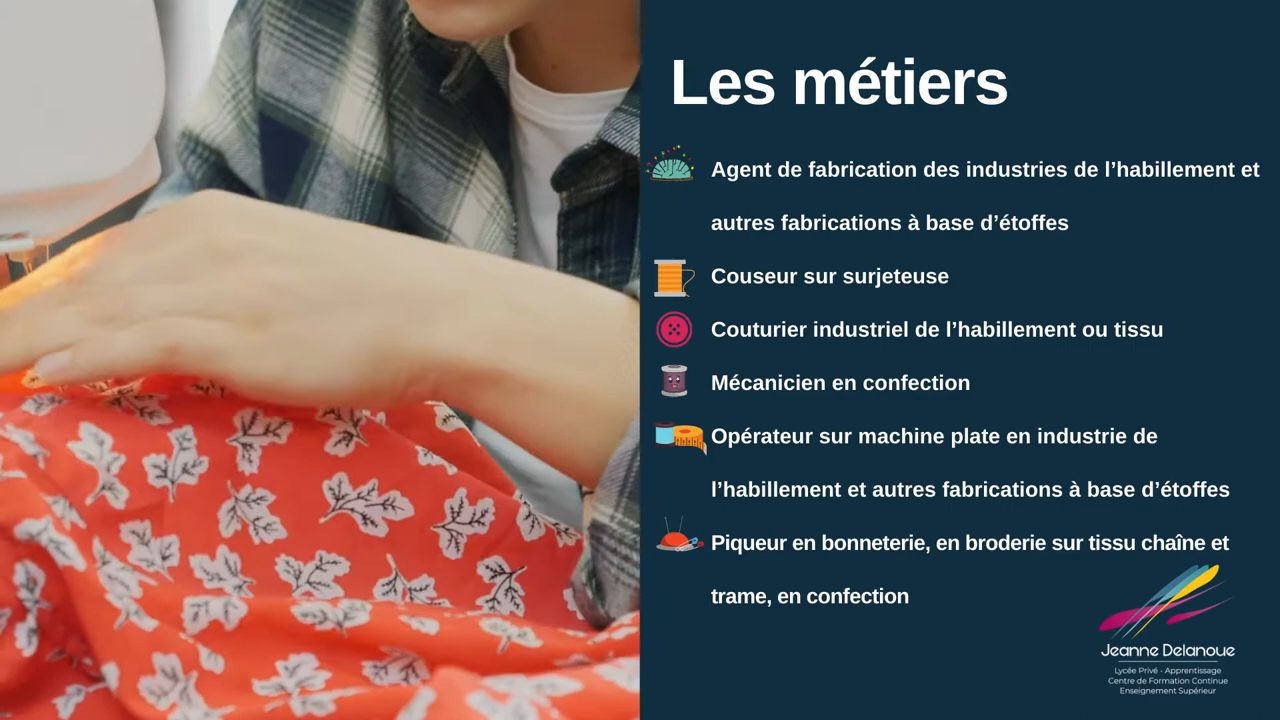 Les métiers
Agent de fabrication des industries de l’habillement et
autres fabrications à base d’étoffes
Couseur sur surjeteuse
Couturier industriel de l’habillement ou tissu
Mécanicien en confection
Opérateur sur machine plate en industrie de
l’habillement et autres fabrications à base d’étoffes
Piqueur en bonneterie, en broderie sur tissu chaîne et
trame, en confection
Jeanne Delanoue
Lycée Privé - Apprentissage
Centre de Formation Continue
Enseignement Supérieur